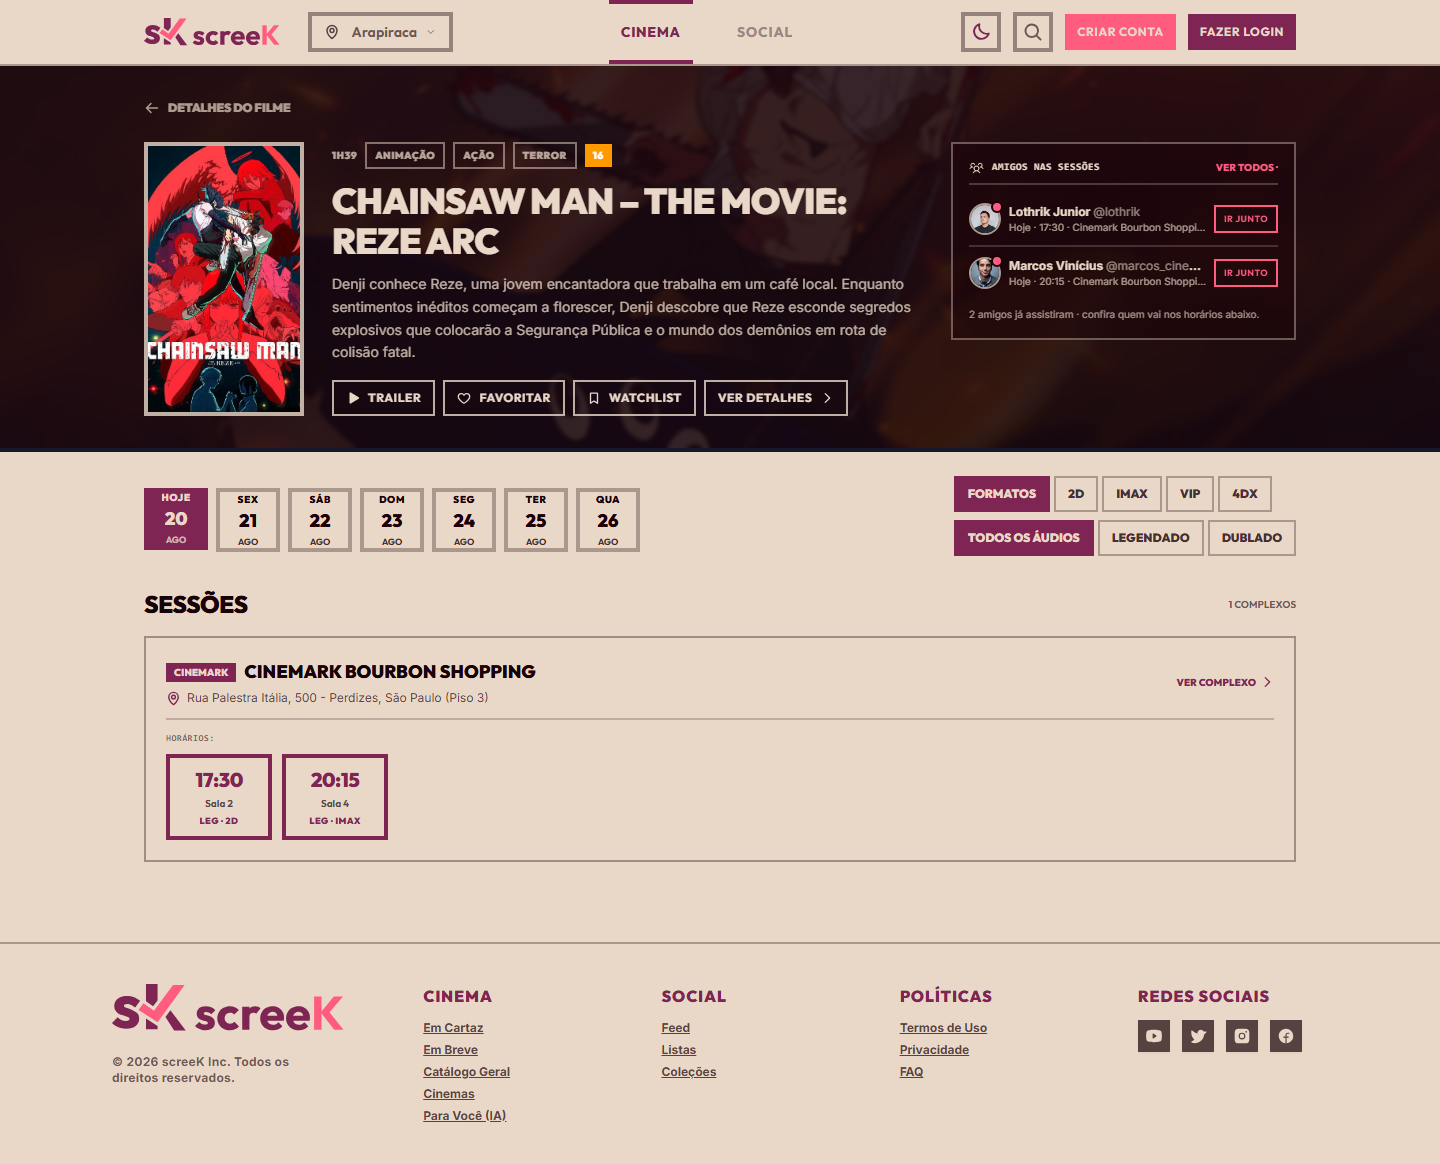 sK screeK
Arapiraca
CINEMA
SOCIAL
CRIAR CONTA
FAZER LOGIN
DETALHES DO FILME
CHAINSAW MAN
REZE ARC
1H39
ANIMAÇÃO
AÇÃO
TERROR
16
CHAINSAW MAN – THE MOVIE:
REZE ARC
Denji conhece Reze, uma jovem encantadora que trabalha em um café local. Enquanto
sentimentos inéditos começam a florescer, Denji descobre que Reze esconde segredos
explosivos que colocarão a Segurança Pública e o mundo dos demônios em rota de
colisão fatal.
TRAILER
FAVORITAR
WATCHLIST
VER DETALHES
AMIGOS NAS SESSÕES
VER TODOS ·
Lothrik Junior @lothrik
Hoje · 17:30 · Cinemark Bourbon Shoppi...
IR JUNTO
Marcos Vinícius @marcos_cine...
Hoje · 20:15 · Cinemark Bourbon Shoppi...
IR JUNTO
2 amigos já assistiram · confira quem vai nos horários abaixo.
HOJE
20
AGO
SEX
21
AGO
SÁB
22
AGO
DOM
23
AGO
SEG
24
AGO
TER
25
AGO
QUA
26
AGO
FORMATOS
2D
IMAX
VIP
4DX
TODOS OS ÁUDIOS
LEGENDADO
DUBLADO
SESSÕES
1 COMPLEXOS
CINEMARK
CINEMARK BOURBON SHOPPING
Rua Palestra Itália, 500 - Perdizes, São Paulo (Piso 3)
VER COMPLEXO
HORÁRIOS:
17:30
Sala 2
LEG · 2D
20:15
Sala 4
LEG · IMAX
sK screeK
© 2026 screeK Inc. Todos os
direitos reservados.
CINEMA
Em Cartaz
Em Breve
Catálogo Geral
Cinemas
Para Você (IA)
SOCIAL
Feed
Listas
Coleções
POLÍTICAS
Termos de Uso
Privacidade
FAQ
REDES SOCIAIS